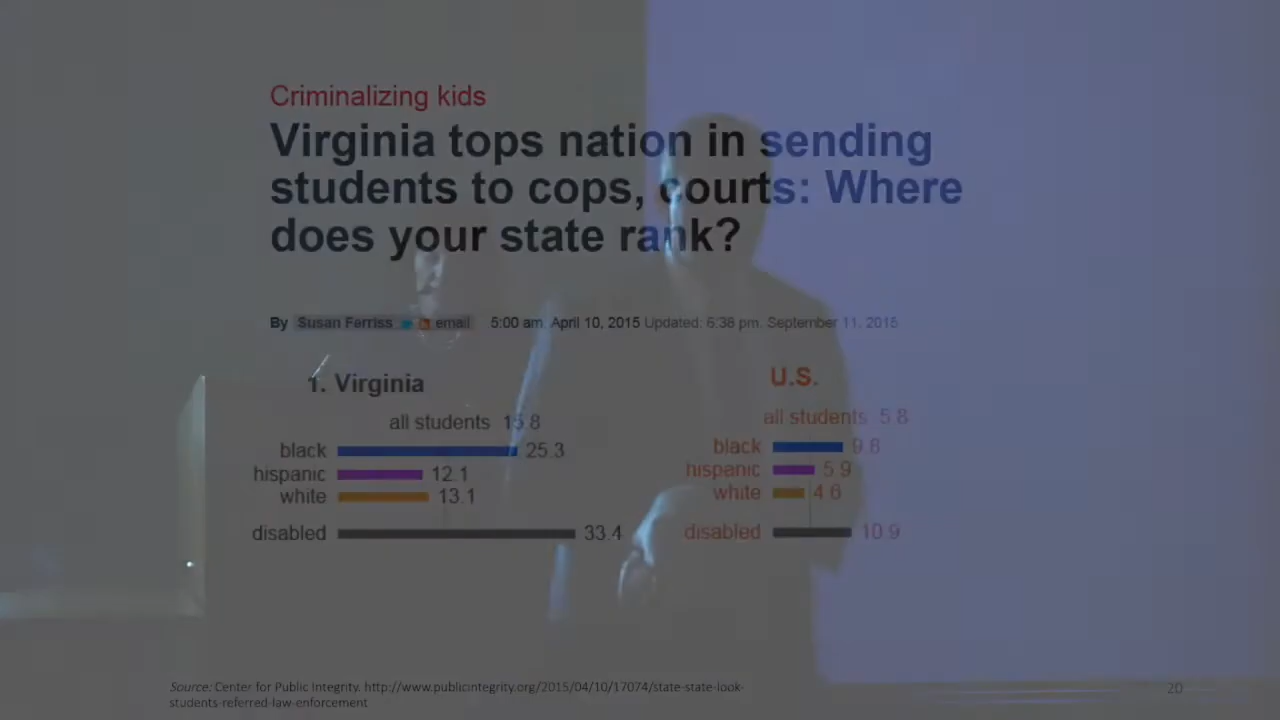 Criminalizing kids
Virginia tops nation in sending
students to cops, courts: Where
does your state rank?
By Susan Ferriss email 5:00 am, April 10, 2015 Updated: 6:38 pm, September 11, 2015
1. Virginia
all students 15.8
black 25.3
hispanic 12.1
white 13.1
disabled 33.4
U.S.
all students 5.8
black 9.8
hispanic 5.9
white 4.6
disabled 10.9
Source: Center for Public Integrity. http://www.publicintegrity.org/2015/04/10/17074/state-state-look-
students-referred-law-enforcement
20